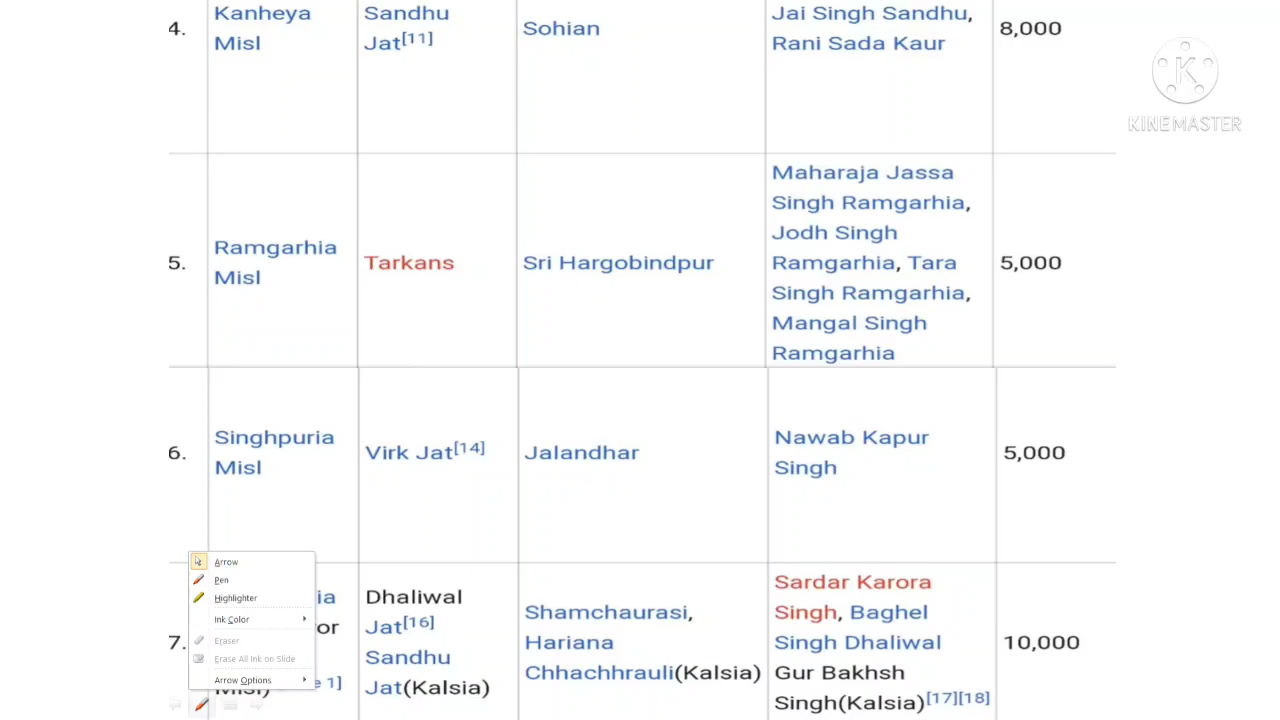 4.
Kanheya
Misl
Sandhu
Jat[11]
Sohian
Jai Singh Sandhu,
Rani Sada Kaur
8,000
KINEMASTER
5.
Ramgarhia
Misl
Tarkans
Sri Hargobindpur
Maharaja Jassa
Singh Ramgarhia,
Jodh Singh
Ramgarhia, Tara
Singh Ramgarhia,
Mangal Singh
Ramgarhia
5,000
6.
Singhpuria
Misl
Virk Jat[14]
Jalandhar
Nawab Kapur
Singh
5,000
7.
Dhaliwal
Jat[16]
Sandhu
Jat(Kalsia)
Shamchaurasi,
Hariana
Chhachhrauli(Kalsia)
Sardar Karora
Singh, Baghel
Singh Dhaliwal
Gur Bakhsh
Singh(Kalsia)[17][18]
10,000
Arrow
Pen
Highlighter
Ink Color
Eraser
Erase All Ink on Slide
Arrow Options